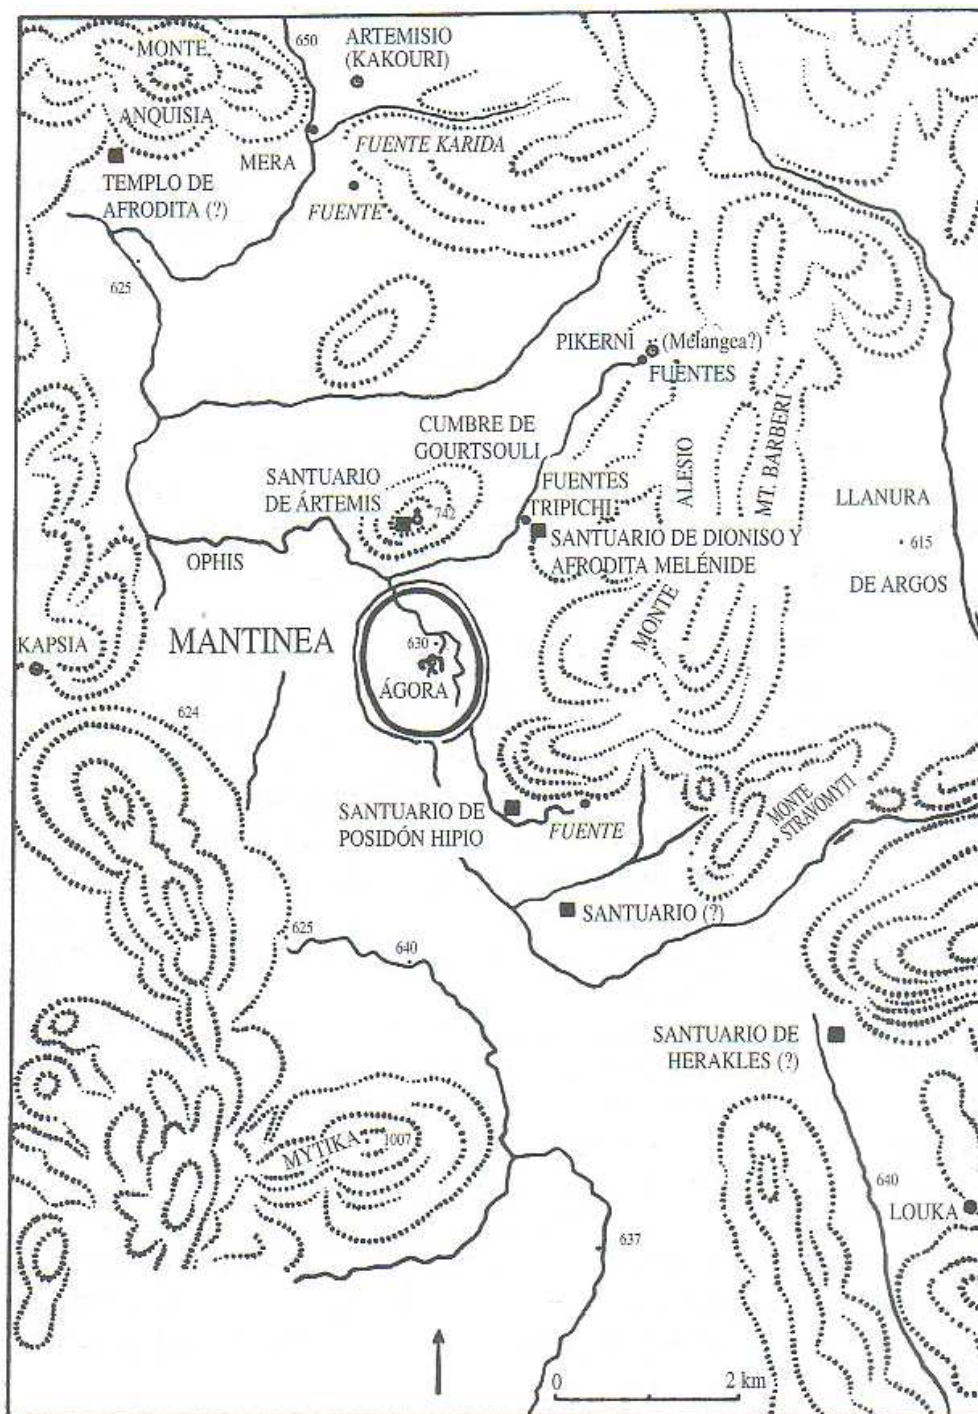 MONTE
ANQUISIA
650
ARTEMISIO
(KAKOURI)
MERA
FUENTE KARIDA
TEMPLO DE
AFRODITA (?)
FUENTE
625
PIKERNI
(Melangea?)
FUENTES
CUMBRE DE
GOURTSOULI
SANTUARIO
DE ÁRTEMIS
742
FUENTES
TRIPICHI
ALESIO
MT. BARBERI
LLANURA
615
DE ARGOS
SANTUARIO DE DIONISO Y
AFRODITA MELÉNIDE
OPHIS
MONTE
KAPSIA
MANTINEA
630
ÁGORA
624
SANTUARIO DE
POSIDÓN HIPIO
FUENTE
MONTE
STRAVOMYTI
SANTUARIO (?)
625
640
SANTUARIO DE
HERAKLES (?)
MYTIKA
1007
640
LOUKA
637
0
2 km